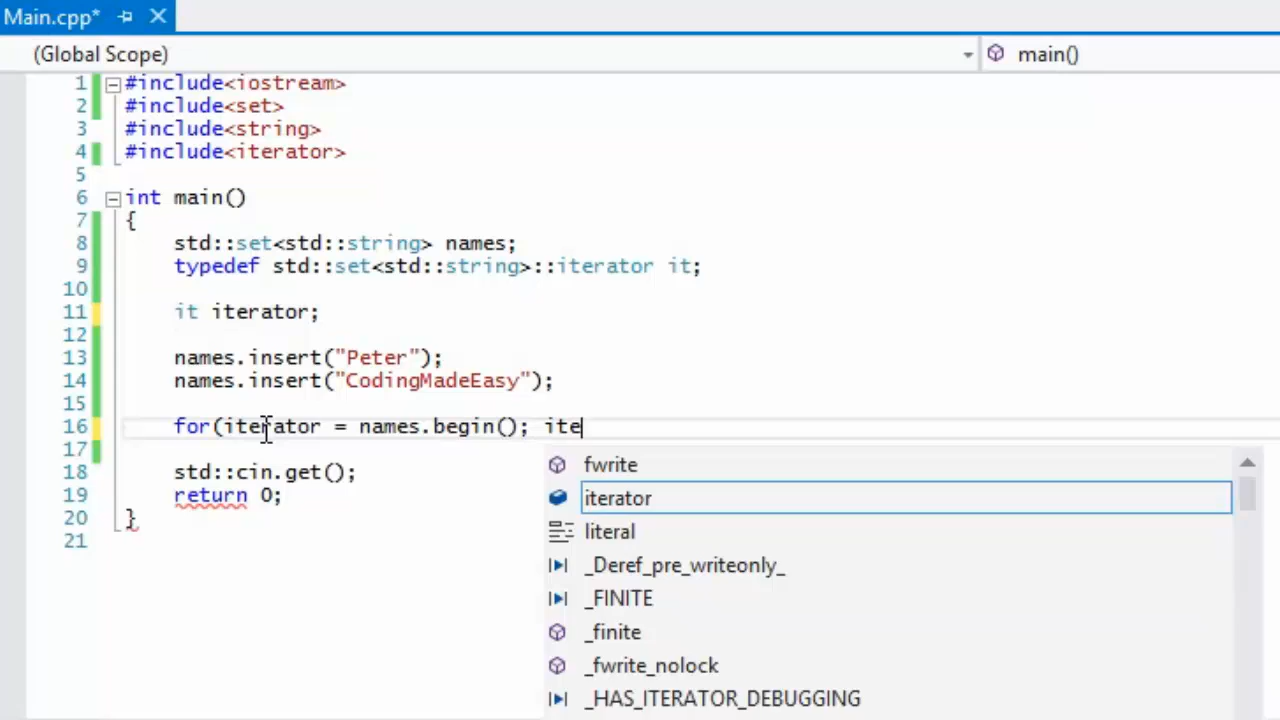 Main.cpp*
(Global Scope) main()
1 #include<iostream>
2 #include<set>
3 #include<string>
4 #include<iterator>
5
6 int main()
7 {
8 std::set<std::string> names;
9 typedef std::set<std::string>::iterator it;
10
11 it iterator;
12
13 names.insert("Peter");
14 names.insert("CodingMadeEasy");
15
16 for(iterator = names.begin(); ite
17
18 std::cin.get();
19 return 0;
20 }
21
fwrite
iterator
literal
_Deref_pre_writeonly_
_FINITE
_finite
_fwrite_nolock
_HAS_ITERATOR_DEBUGGING